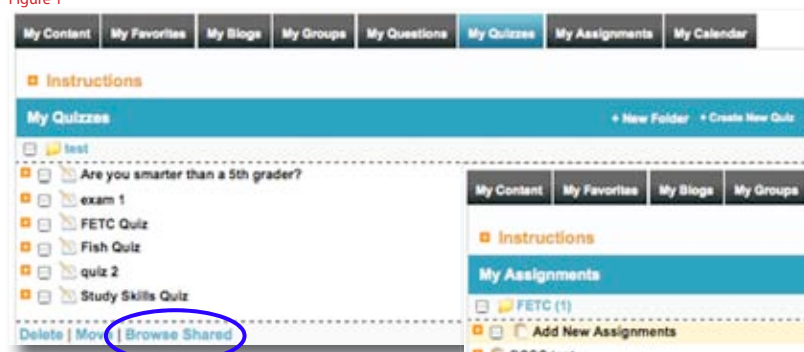 Figure 1
My Content My Favorites My Blogs My Groups My Questions My Quizzes My Assignments My Calendar
Instructions
My Quizzes + New Folder + Create New Quiz
test
Are you smarter than a 5th grader?
exam 1
FETC Quiz
Fish Quiz
quiz 2
Study Skills Quiz
Delete | Move | Browse Shared
My Content My Favorites My Blogs My Groups
Instructions
My Assignments
FETC (1)
Add New Assignments